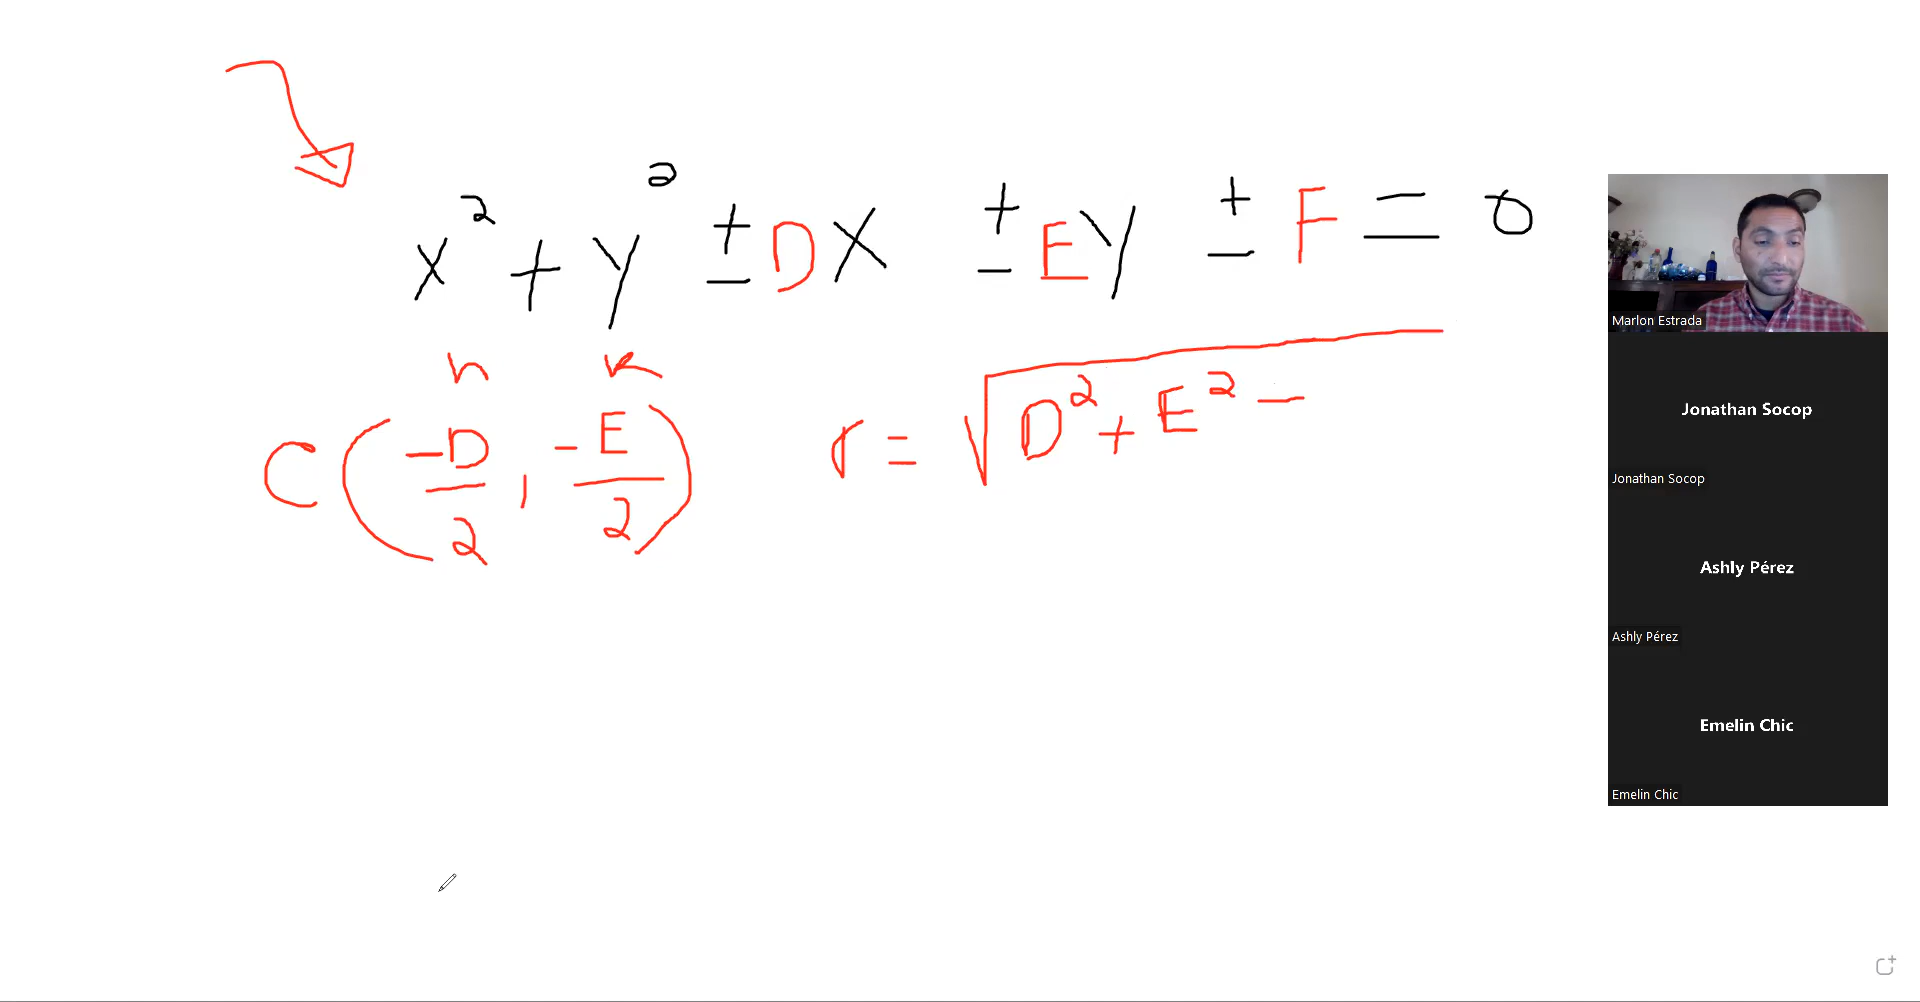 x² + y² ± DX ± EY ± F = 0
h k
C(-D/2, -E/2) r = √(D² + E² -
Marlon Estrada
Jonathan Socop
Jonathan Socop
Ashly Pérez
Ashly Pérez
Emelin Chic
Emelin Chic